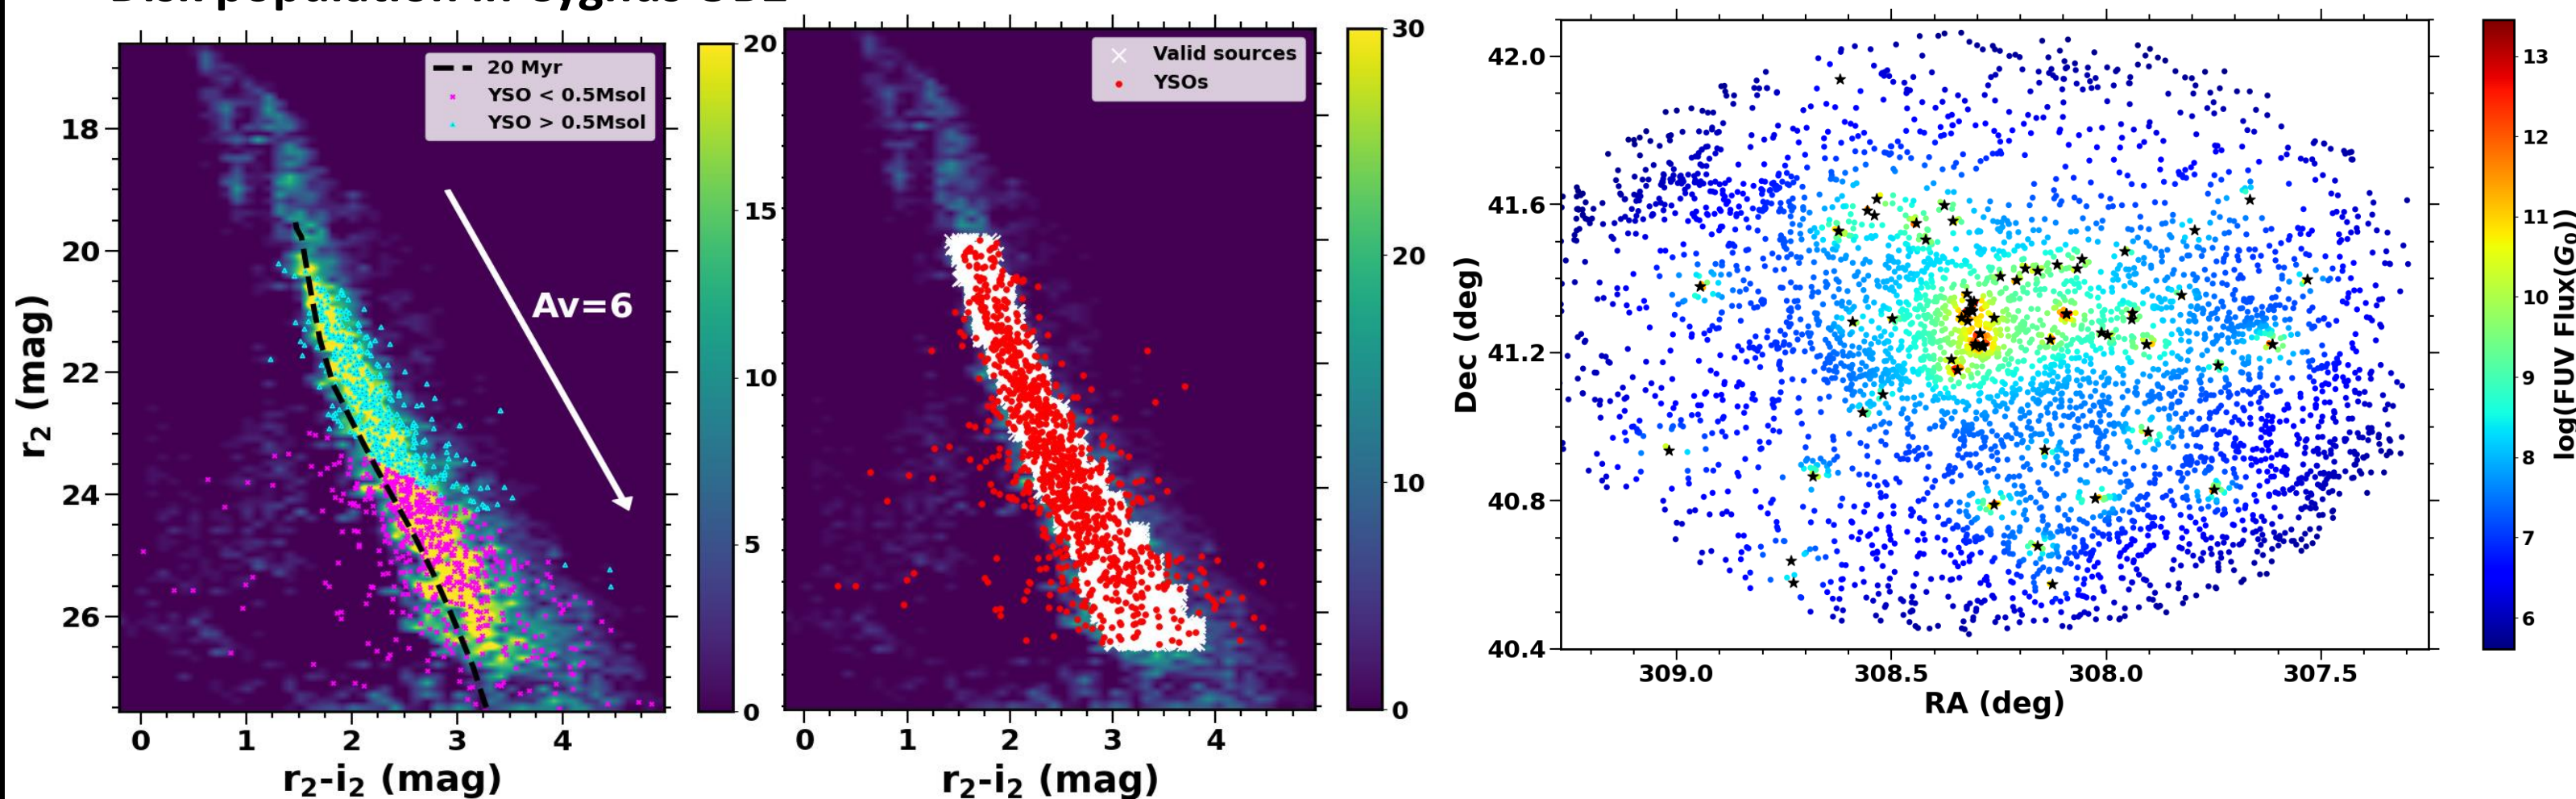 20 Myr
YSO < 0.5Msol
YSO > 0.5Msol
Av=6
18
20
22
24
26
r₂ (mag)
0 1 2 3 4
r₂-i₂ (mag)
20
15
10
5
0
Valid sources
YSOs
0 1 2 3 4
r₂-i₂ (mag)
30
20
10
0
42.0
41.6
41.2
40.8
40.4
Dec (deg)
309.0 308.5 308.0 307.5
RA (deg)
13
12
11
10
9
8
7
6
log(FUV Flux(G₀))